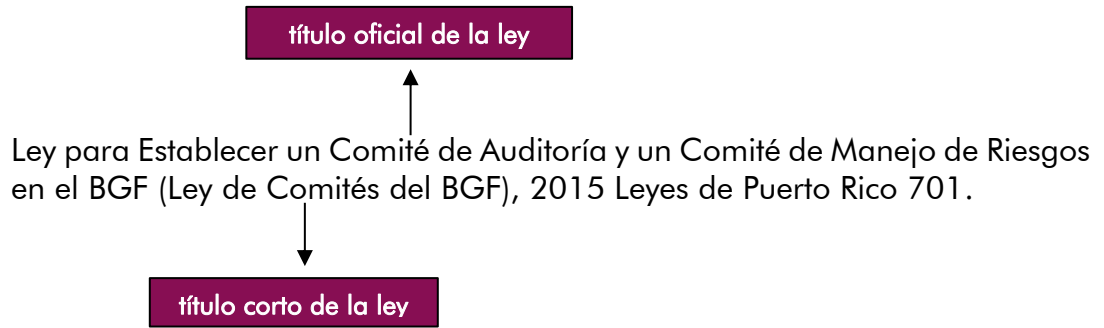 título oficial de la ley
Ley para Establecer un Comité de Auditoría y un Comité de Manejo de Riesgos
en el BGF (Ley de Comités del BGF), 2015 Leyes de Puerto Rico 701.
título corto de la ley